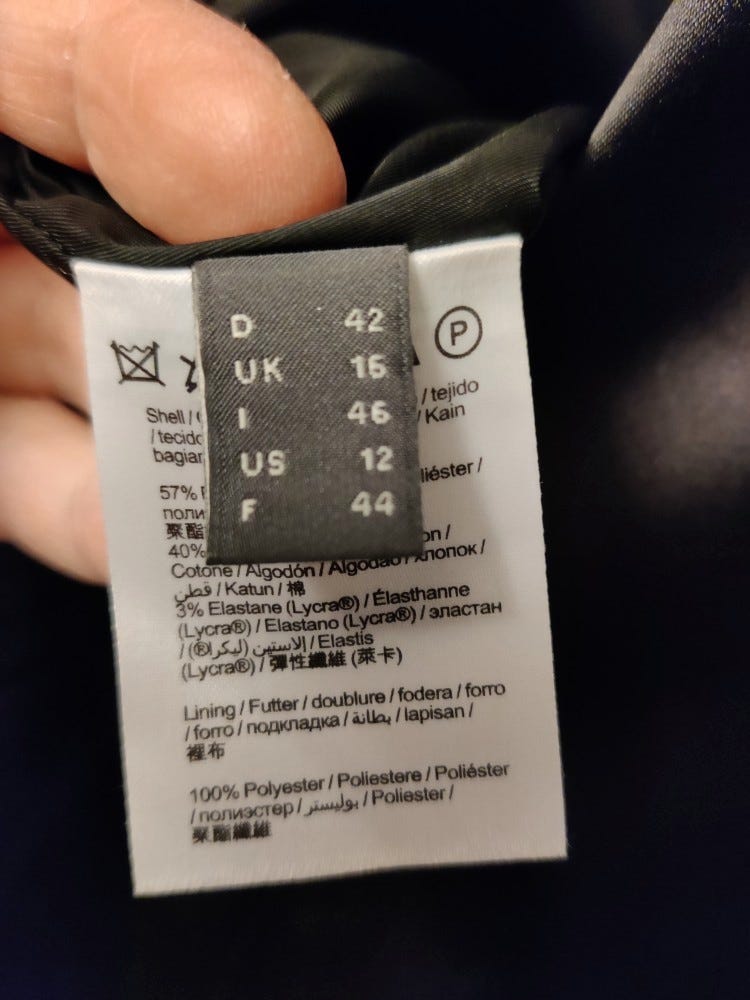 D 42
UK 16
I 46
US 12
F 44
P
Shell / / tejido
/ tecido / Kain
bagian
57% liéster /
поли
聚酯
40% on /
Cotone / Algodón / Algodão / хлопок /
قطن / Katun / 棉
3% Elastane (Lycra®) / Élasthanne
(Lycra®) / Elastano (Lycra®) / эластан
/ الاستين (ليكرا®) / Elastis
(Lycra®) / 彈性纖維 (萊卡)
Lining / Futter / doublure / fodera / forro
/ forro / подкладка / بطانة / lapisan /
裡布
100% Polyester / Poliestere / Poliéster
/ полиэстер / بوليستر / Poliester /
聚酯纖維